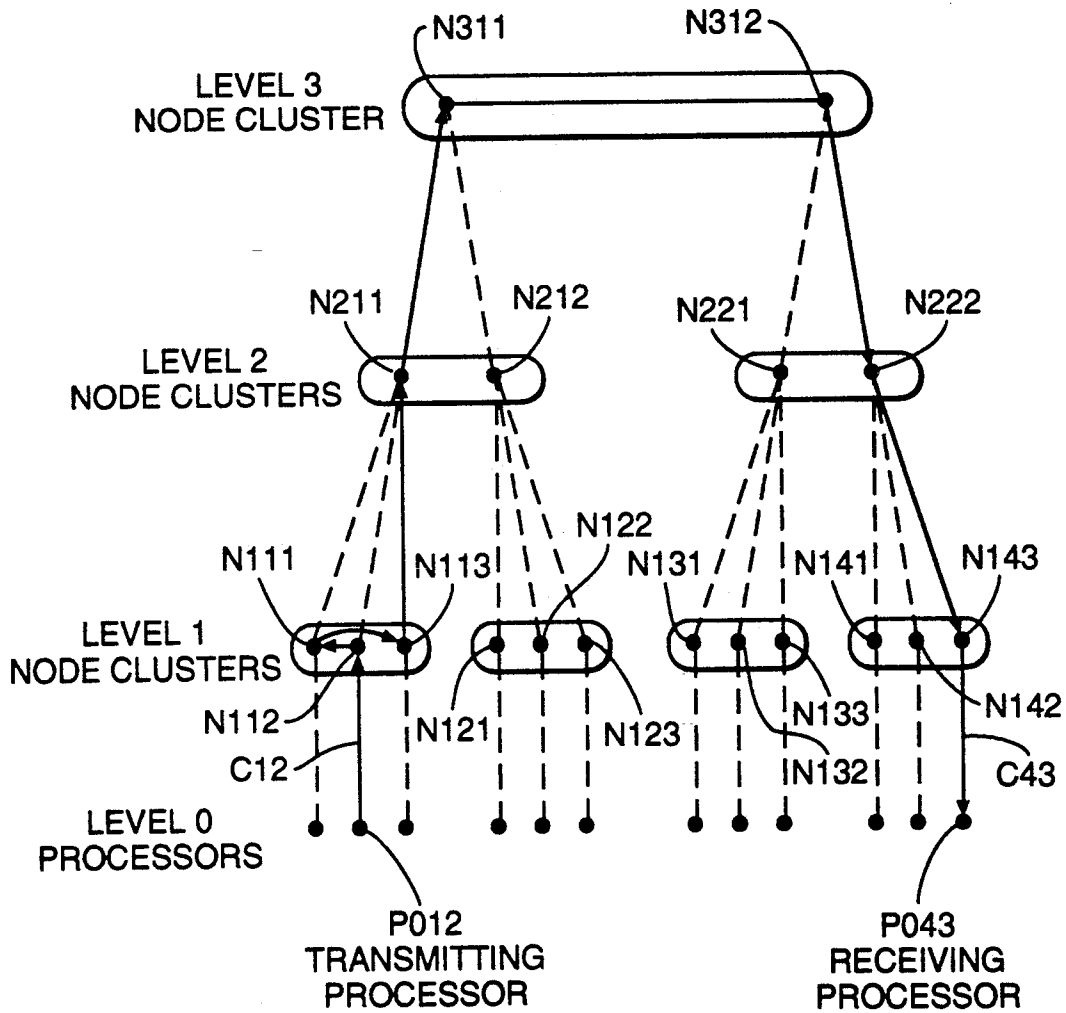 N311
N312
LEVEL 3
NODE CLUSTER
N211
N212
N221
N222
LEVEL 2
NODE CLUSTERS
N111
N113
N122
N131
N141
N143
LEVEL 1
NODE CLUSTERS
N112
N121
N123
N133
N142
C12
N132
C43
LEVEL 0
PROCESSORS
P012
TRANSMITTING
PROCESSOR
P043
RECEIVING
PROCESSOR